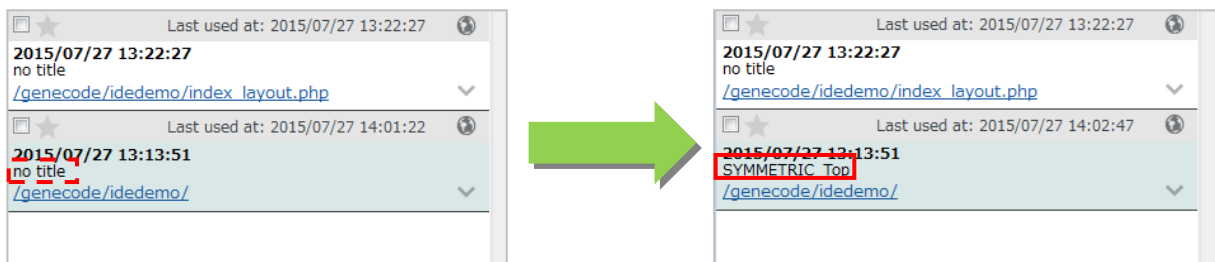 Last used at: 2015/07/27 13:22:27
2015/07/27 13:22:27
no title
/genecode/idedemo/index_layout.php
Last used at: 2015/07/27 14:01:22
2015/07/27 13:13:51
no title
/genecode/idedemo/
Last used at: 2015/07/27 13:22:27
2015/07/27 13:22:27
no title
/genecode/idedemo/index_layout.php
Last used at: 2015/07/27 14:02:47
2015/07/27 13:13:51
SYMMETRIC_Top
/genecode/idedemo/